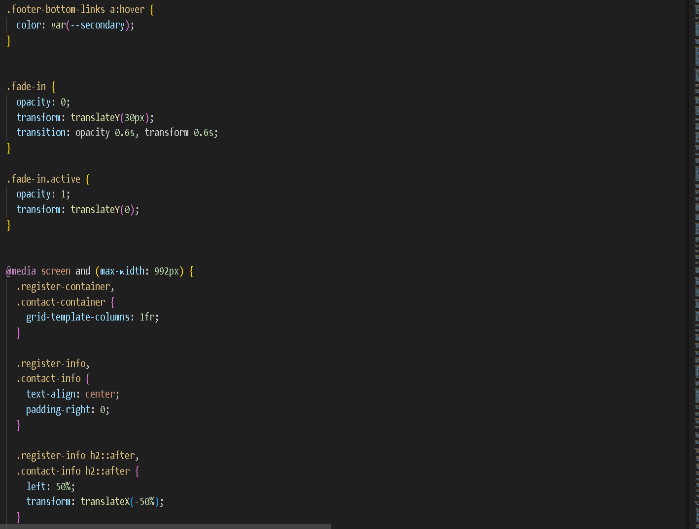 .footer-bottom-links a:hover {
  color: var(--secondary);
}
.fade-in {
  opacity: 0;
  transform: translateY(30px);
  transition: opacity 0.6s, transform 0.6s;
}
.fade-in.active {
  opacity: 1;
  transform: translateY(0);
}
@media screen and (max-width: 992px) {
  .register-container,
  .contact-container {
    grid-template-columns: 1fr;
  }
  .register-info,
  .contact-info {
    text-align: center;
    padding-right: 0;
  }
  .register-info h2::after,
  .contact-info h2::after {
    left: 50%;
    transform: translateX(-50%);
  }